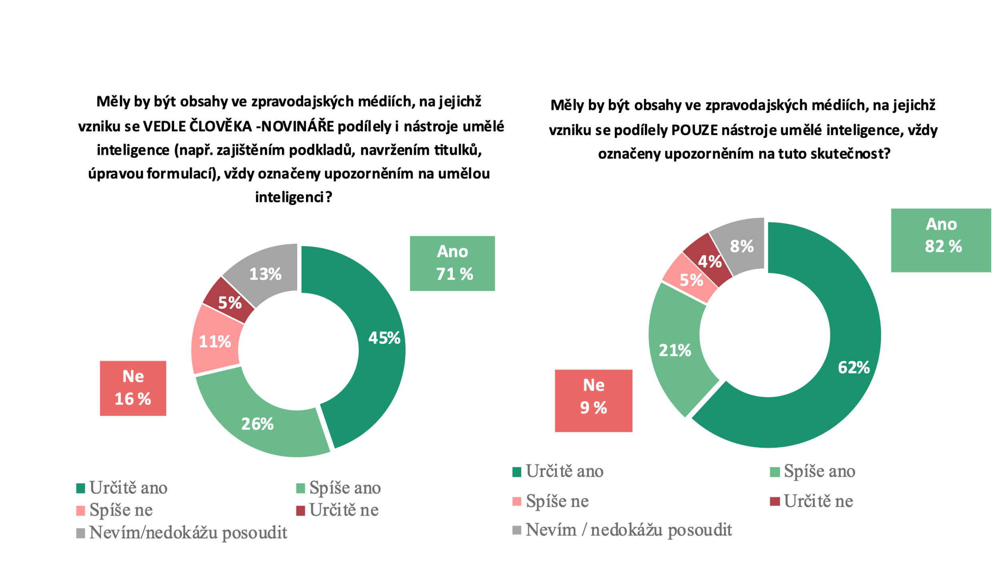 Měly by být obsahy ve zpravodajských médiích, na jejichž
vzniku se VEDLE ČLOVĚKA -NOVINÁŘE podílely i nástroje umělé
inteligence (např. zajištěním podkladů, navržením titulků,
úpravou formulací), vždy označeny upozorněním na umělou
inteligenci?
Ano
71 %
13%
5%
11%
45%
26%
Ne
16 %
Určitě ano
Spíše ano
Spíše ne
Určitě ne
Nevím/nedokážu posoudit
Měly by být obsahy ve zpravodajských médiích, na jejichž
vzniku se podílely POUZE nástroje umělé inteligence, vždy
označeny upozorněním na tuto skutečnost?
Ano
82 %
8%
4%
5%
21%
62%
Ne
9 %
Určitě ano
Spíše ano
Spíše ne
Určitě ne
Nevím / nedokážu posoudit